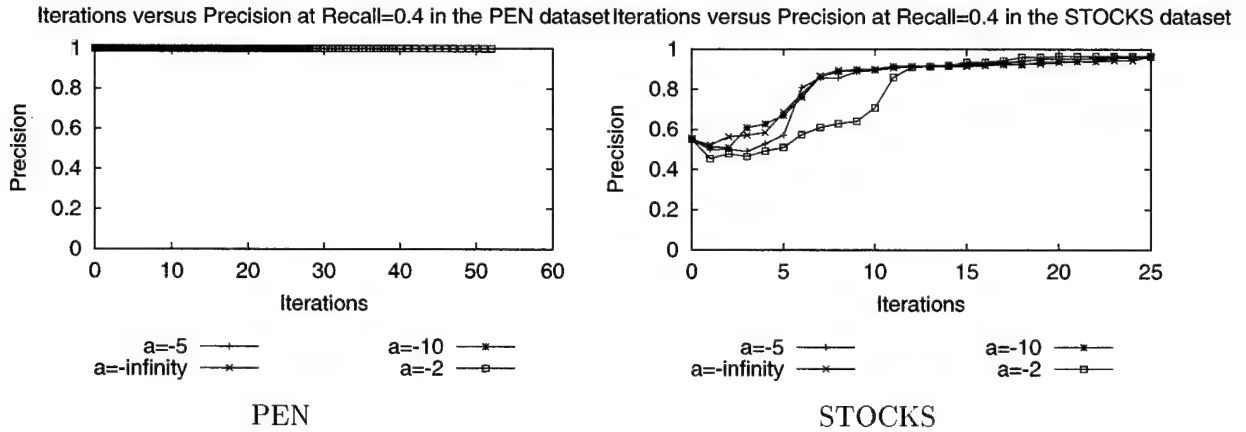 Iterations versus Precision at Recall=0.4 in the PEN dataset
1
0.8
0.6
0.4
0.2
0
Precision
0 10 20 30 40 50 60
Iterations
a=-5 a=-10
a=-infinity a=-2
PEN
Iterations versus Precision at Recall=0.4 in the STOCKS dataset
1
0.8
0.6
0.4
0.2
0
Precision
0 5 10 15 20 25
Iterations
a=-5 a=-10
a=-infinity a=-2
STOCKS